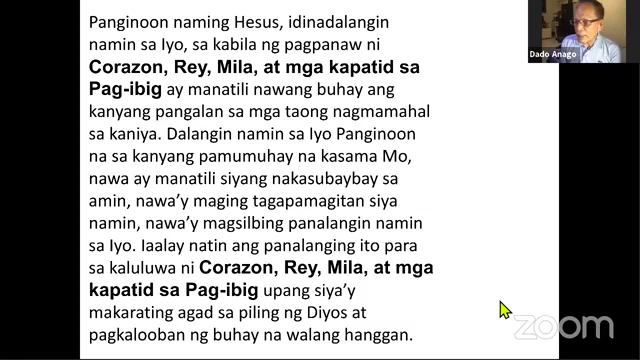 Panginoon naming Hesus, idinadalangin
namin sa Iyo, sa kabila ng pagpanaw ni
Corazon, Rey, Mila, at mga kapatid sa
Pag-ibig ay manatili nawang buhay ang
kanyang pangalan sa mga taong nagmamahal
sa kaniya. Dalangin namin sa Iyo Panginoon
na sa kanyang pamumuhay na kasama Mo,
nawa ay manatili siyang nakasubaybay sa
amin, nawa’y maging tagapamagitan siya
namin, nawa’y magsilbing panalangin namin
sa Iyo. Iaalay natin ang panalanging ito para
sa kaluluwa ni Corazon, Rey, Mila, at mga
kapatid sa Pag-ibig upang siya’y
makarating agad sa piling ng Diyos at
pagkalooban ng buhay na walang hanggan.
Dado Anago
zoom